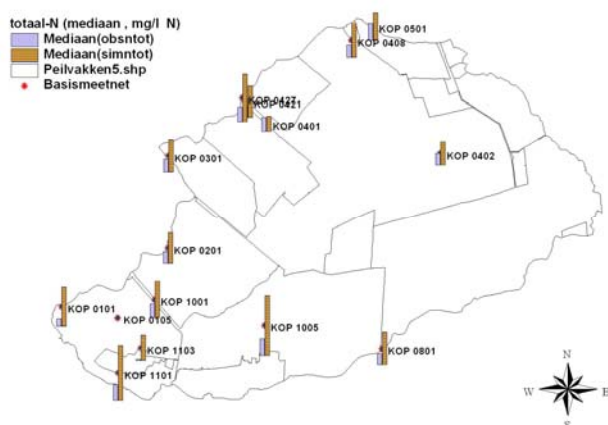 totaal-N (mediaan , mg/l N)
Mediaan(obsntot)
Mediaan(simntot)
Peilvakken5.shp
Basismeetnet
KOP 0501
KOP 0408
KOP 0427
KOP 0421
KOP 0401
KOP 0402
KOP 0301
KOP 0201
KOP 1001
KOP 0101
KOP 0105
KOP 1005
KOP 1103
KOP 0801
KOP 1101
N
W E
S